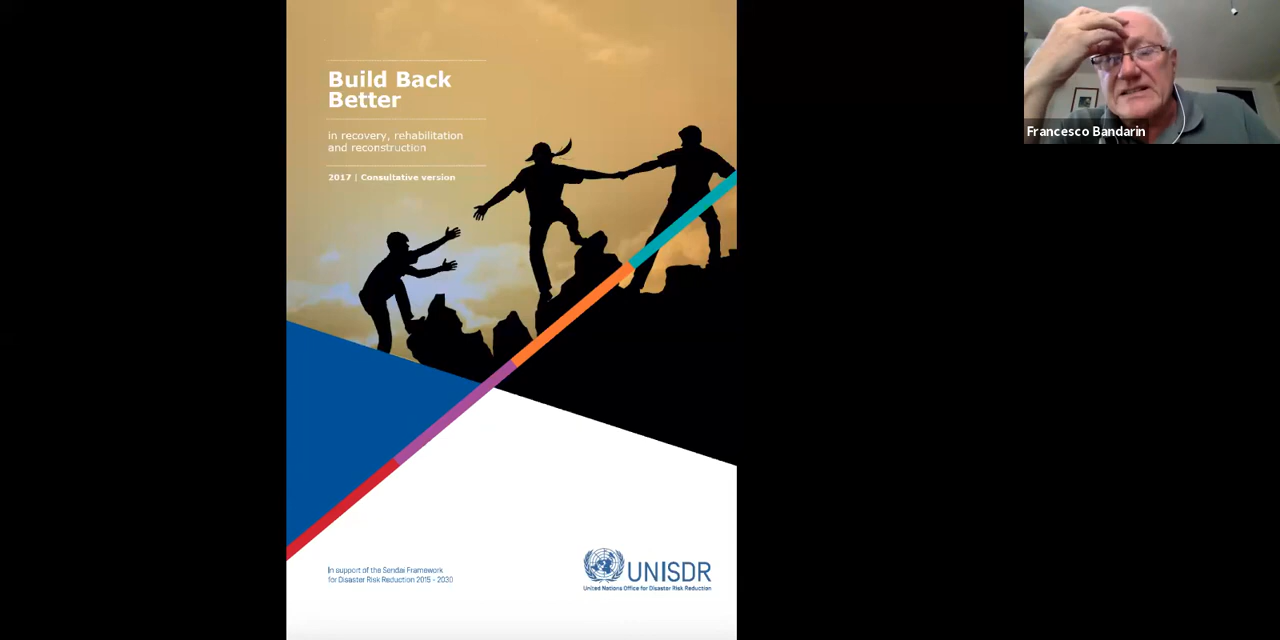 Build Back
Better
in recovery, rehabilitation
and reconstruction
2017 | Consultative version
Francesco Bandarin
In support of the Sendai Framework
for Disaster Risk Reduction 2015 - 2030
UNISDR
United Nations Office for Disaster Risk Reduction